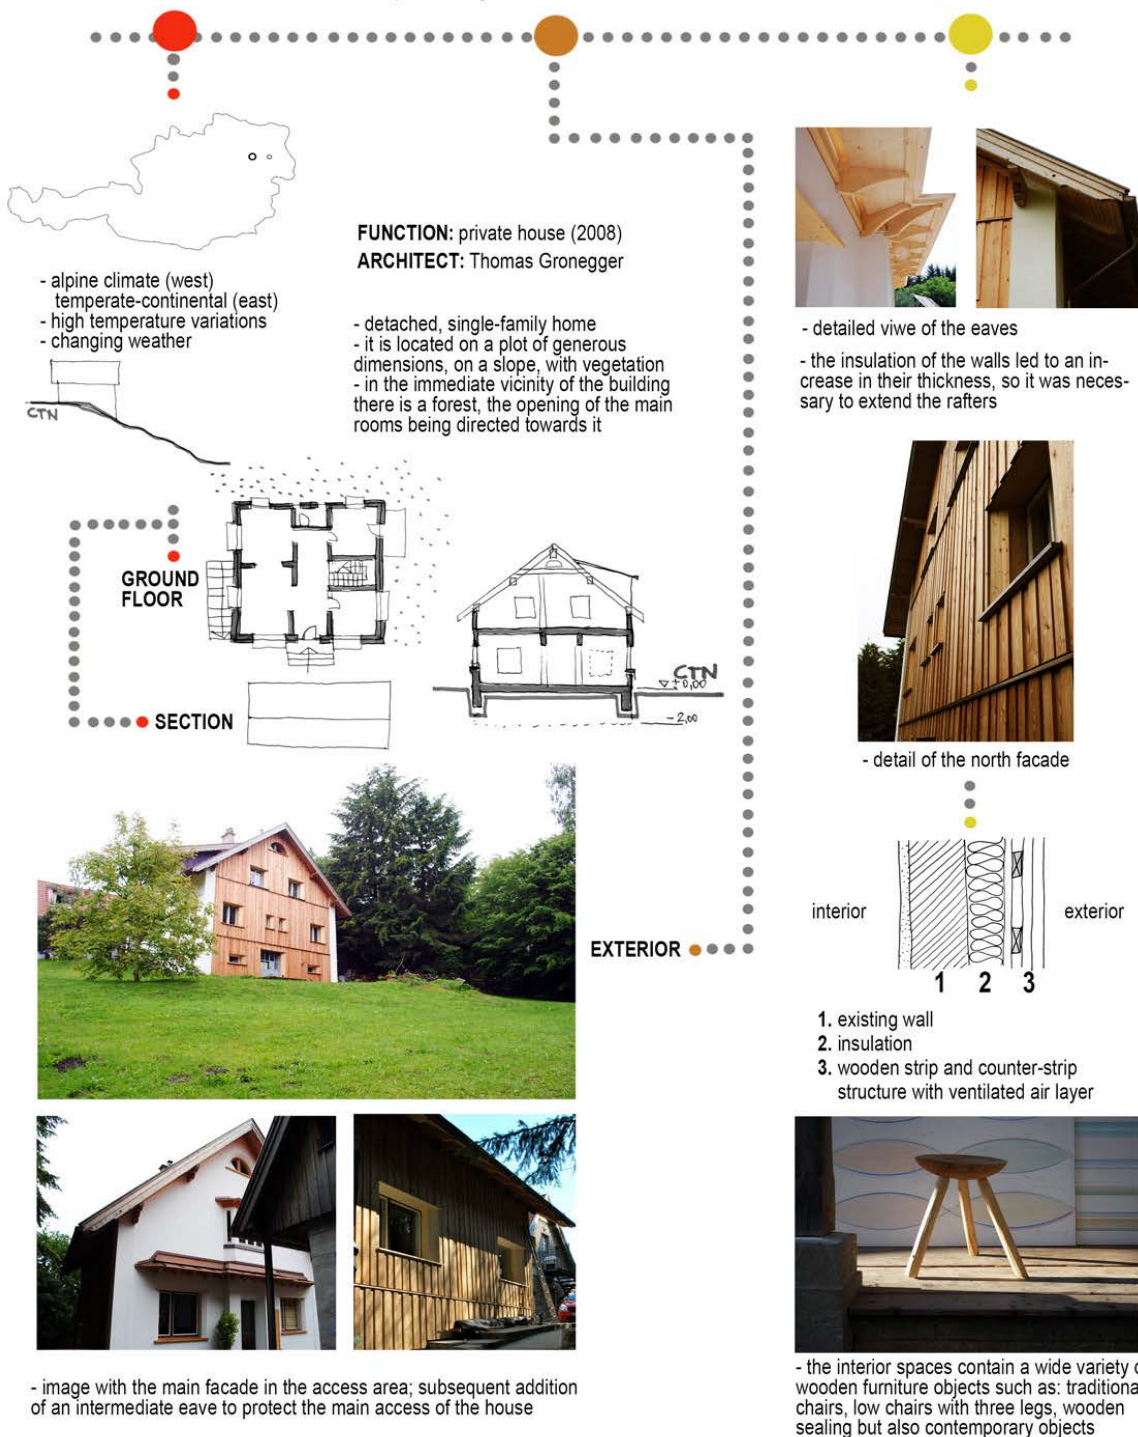 - alpine climate (west)
temperate-continental (east)
- high temperature variations
- changing weather
CTN
FUNCTION: private house (2008)
ARCHITECT: Thomas Gronegger
- detached, single-family home
- it is located on a plot of generous
dimensions, on a slope, with vegetation
- in the immediate vicinity of the building
there is a forest, the opening of the main
rooms being directed towards it
GROUND
FLOOR
SECTION
CTN
±0,00
-2,00
EXTERIOR
- image with the main facade in the access area; subsequent addition
of an intermediate eave to protect the main access of the house
- detailed viwe of the eaves
- the insulation of the walls led to an in-
crease in their thickness, so it was neces-
sary to extend the rafters
- detail of the north facade
interior
exterior
1 2 3
1. existing wall
2. insulation
3. wooden strip and counter-strip
structure with ventilated air layer
- the interior spaces contain a wide variety
wooden furniture objects such as: traditiona
chairs, low chairs with three legs, wooden
sealing but also contemporary objects